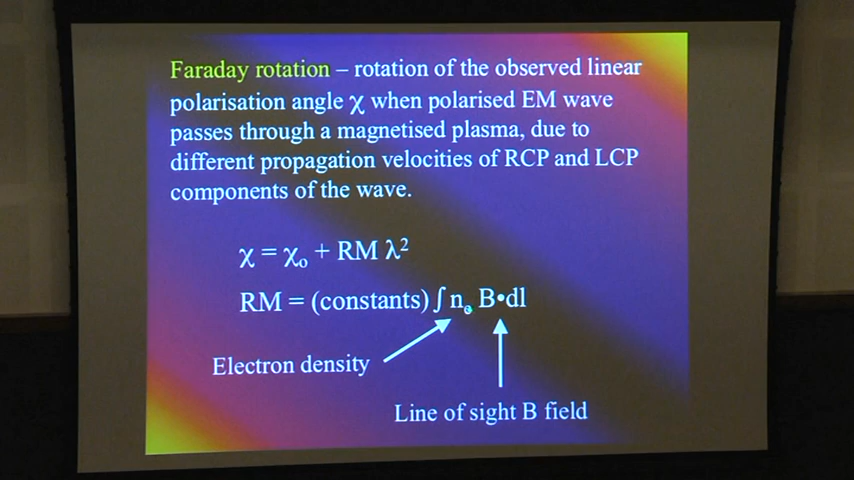 Faraday rotation – rotation of the observed linear
polarisation angle χ when polarised EM wave
passes through a magnetised plasma, due to
different propagation velocities of RCP and LCP
components of the wave.
χ = χₒ + RM λ²
RM = (constants) ∫ nₑ B•dl
Electron density
Line of sight B field